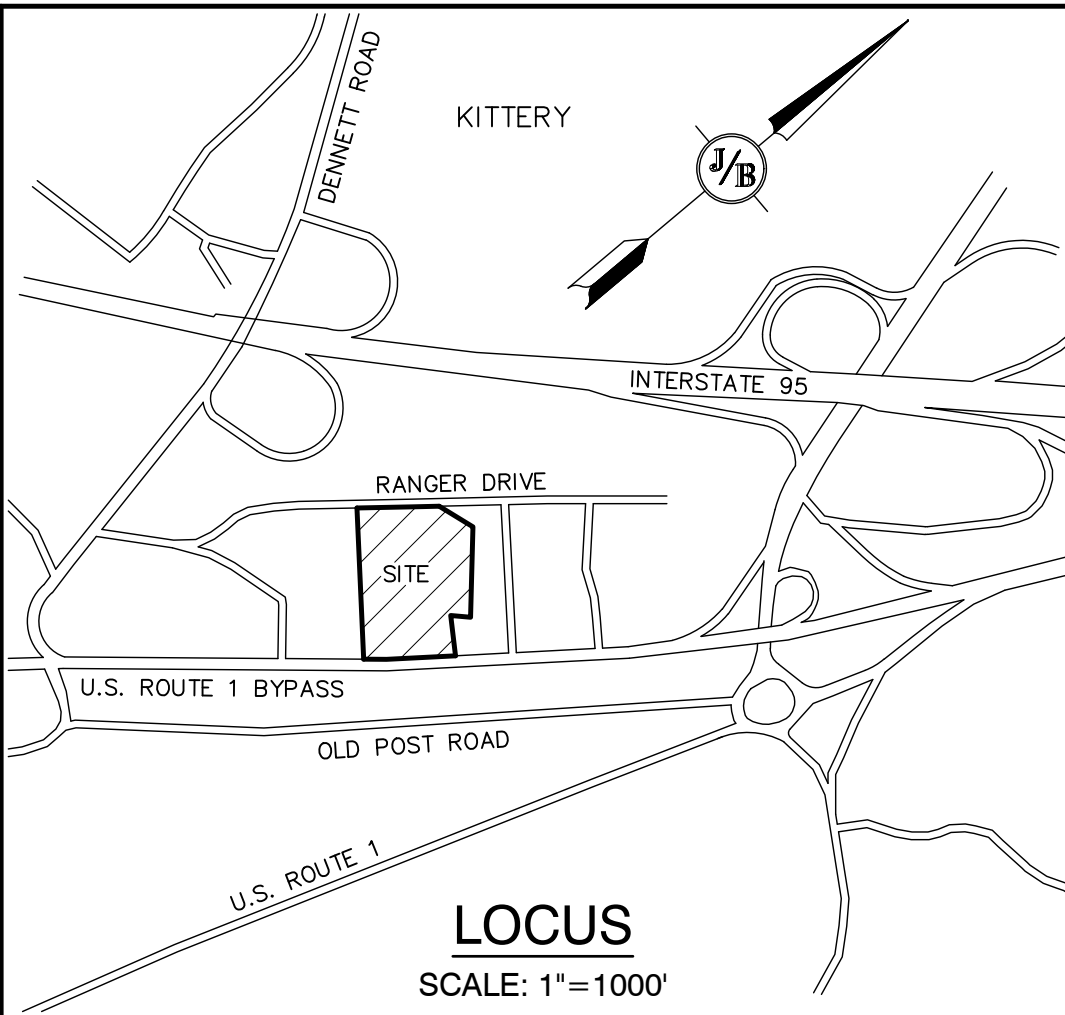 DENNETT ROAD
KITTERY
J/B
INTERSTATE 95
RANGER DRIVE
SITE
U.S. ROUTE 1 BYPASS
OLD POST ROAD
U.S. ROUTE 1
LOCUS
SCALE: 1"=1000'